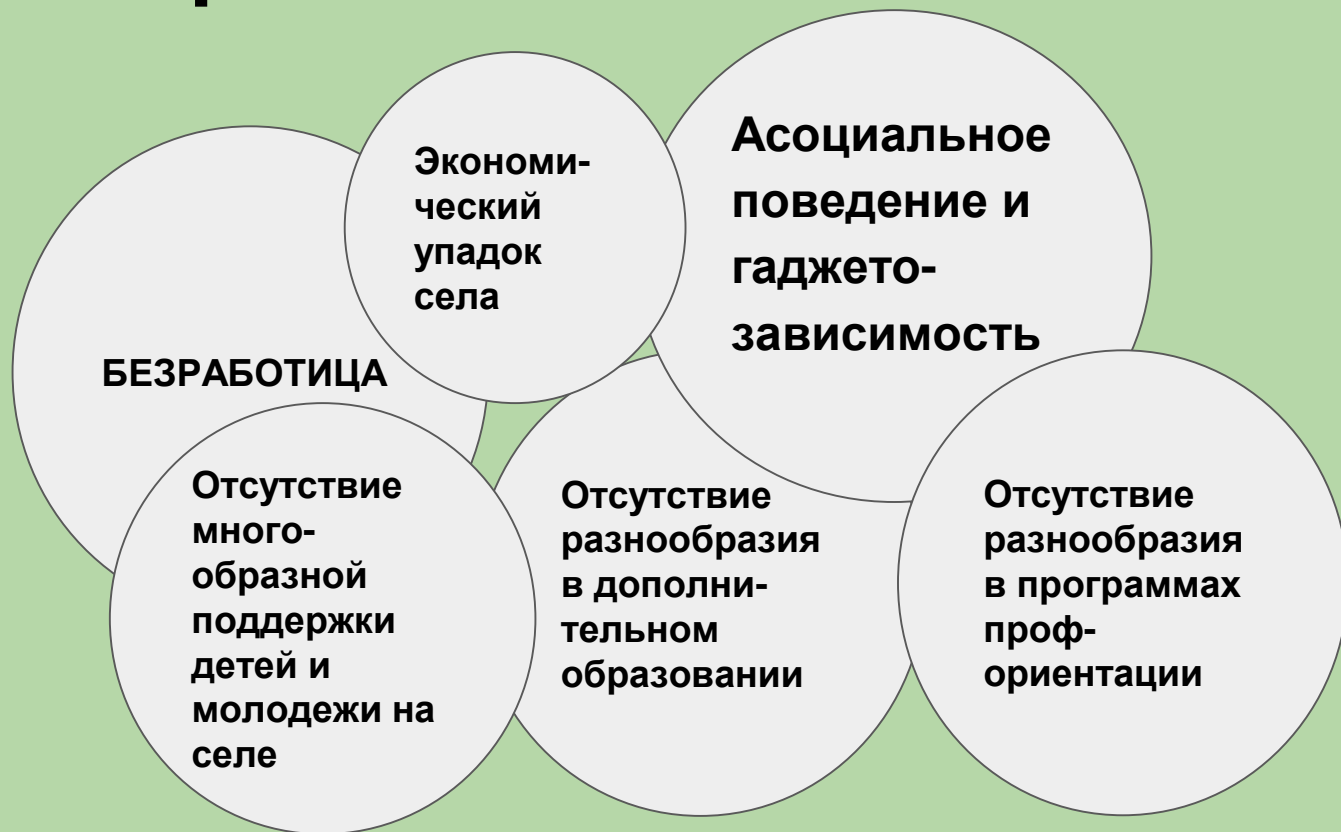 Экономи-
ческий
упадок
села
Асоциальное
поведение и
гаджето-
зависимость
БЕЗРАБОТИЦА
Отсутствие
много-
образной
поддержки
детей и
молодежи на
селе
Отсутствие
разнообразия
в дополни-
тельном
образовании
Отсутствие
разнообразия
в программах
проф-
ориентации